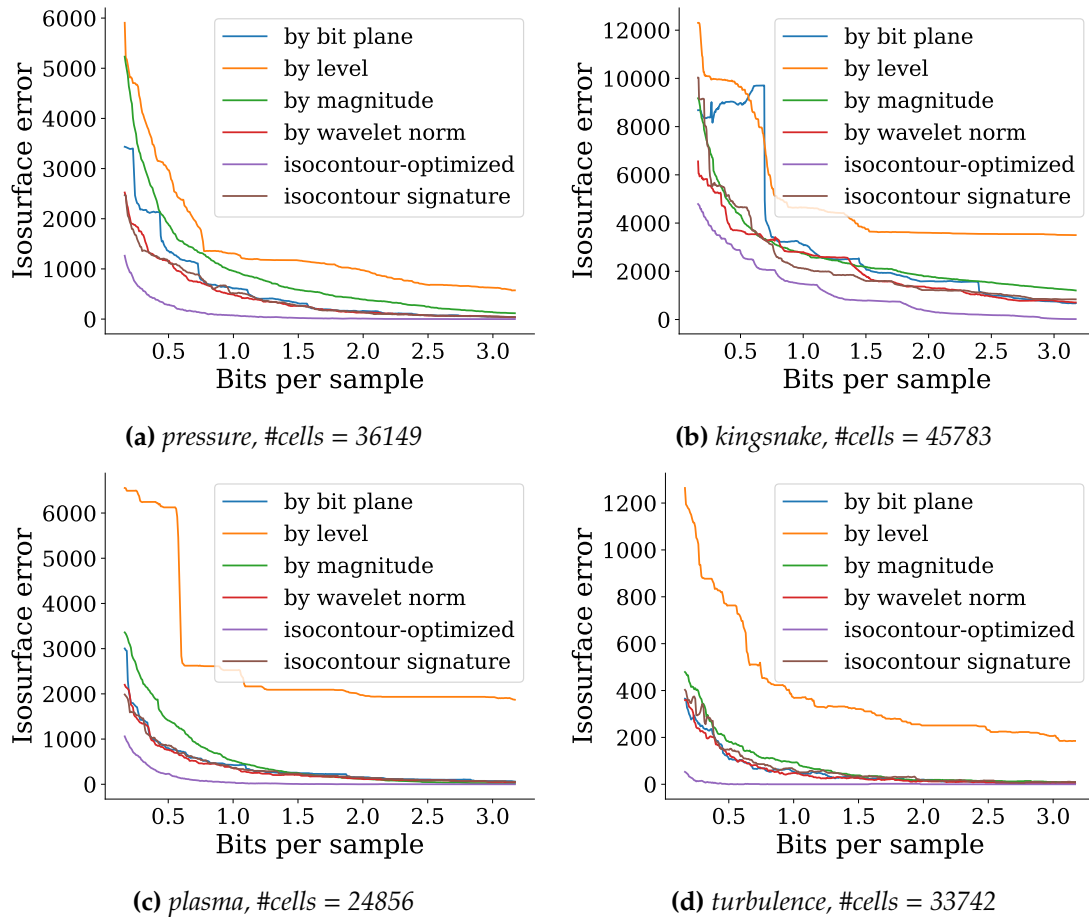 6000
5000
4000
3000
2000
1000
0
Isosurface error
by bit plane
by level
by magnitude
by wavelet norm
isocontour-optimized
isocontour signature
0.5 1.0 1.5 2.0 2.5 3.0
Bits per sample
(a) pressure, #cells = 36149
12000
10000
8000
6000
4000
2000
0
Isosurface error
by bit plane
by level
by magnitude
by wavelet norm
isocontour-optimized
isocontour signature
0.5 1.0 1.5 2.0 2.5 3.0
Bits per sample
(b) kingsnake, #cells = 45783
6000
5000
4000
3000
2000
1000
0
Isosurface error
by bit plane
by level
by magnitude
by wavelet norm
isocontour-optimized
isocontour signature
0.5 1.0 1.5 2.0 2.5 3.0
Bits per sample
(c) plasma, #cells = 24856
1200
1000
800
600
400
200
0
Isosurface error
by bit plane
by level
by magnitude
by wavelet norm
isocontour-optimized
isocontour signature
0.5 1.0 1.5 2.0 2.5 3.0
Bits per sample
(d) turbulence, #cells = 33742